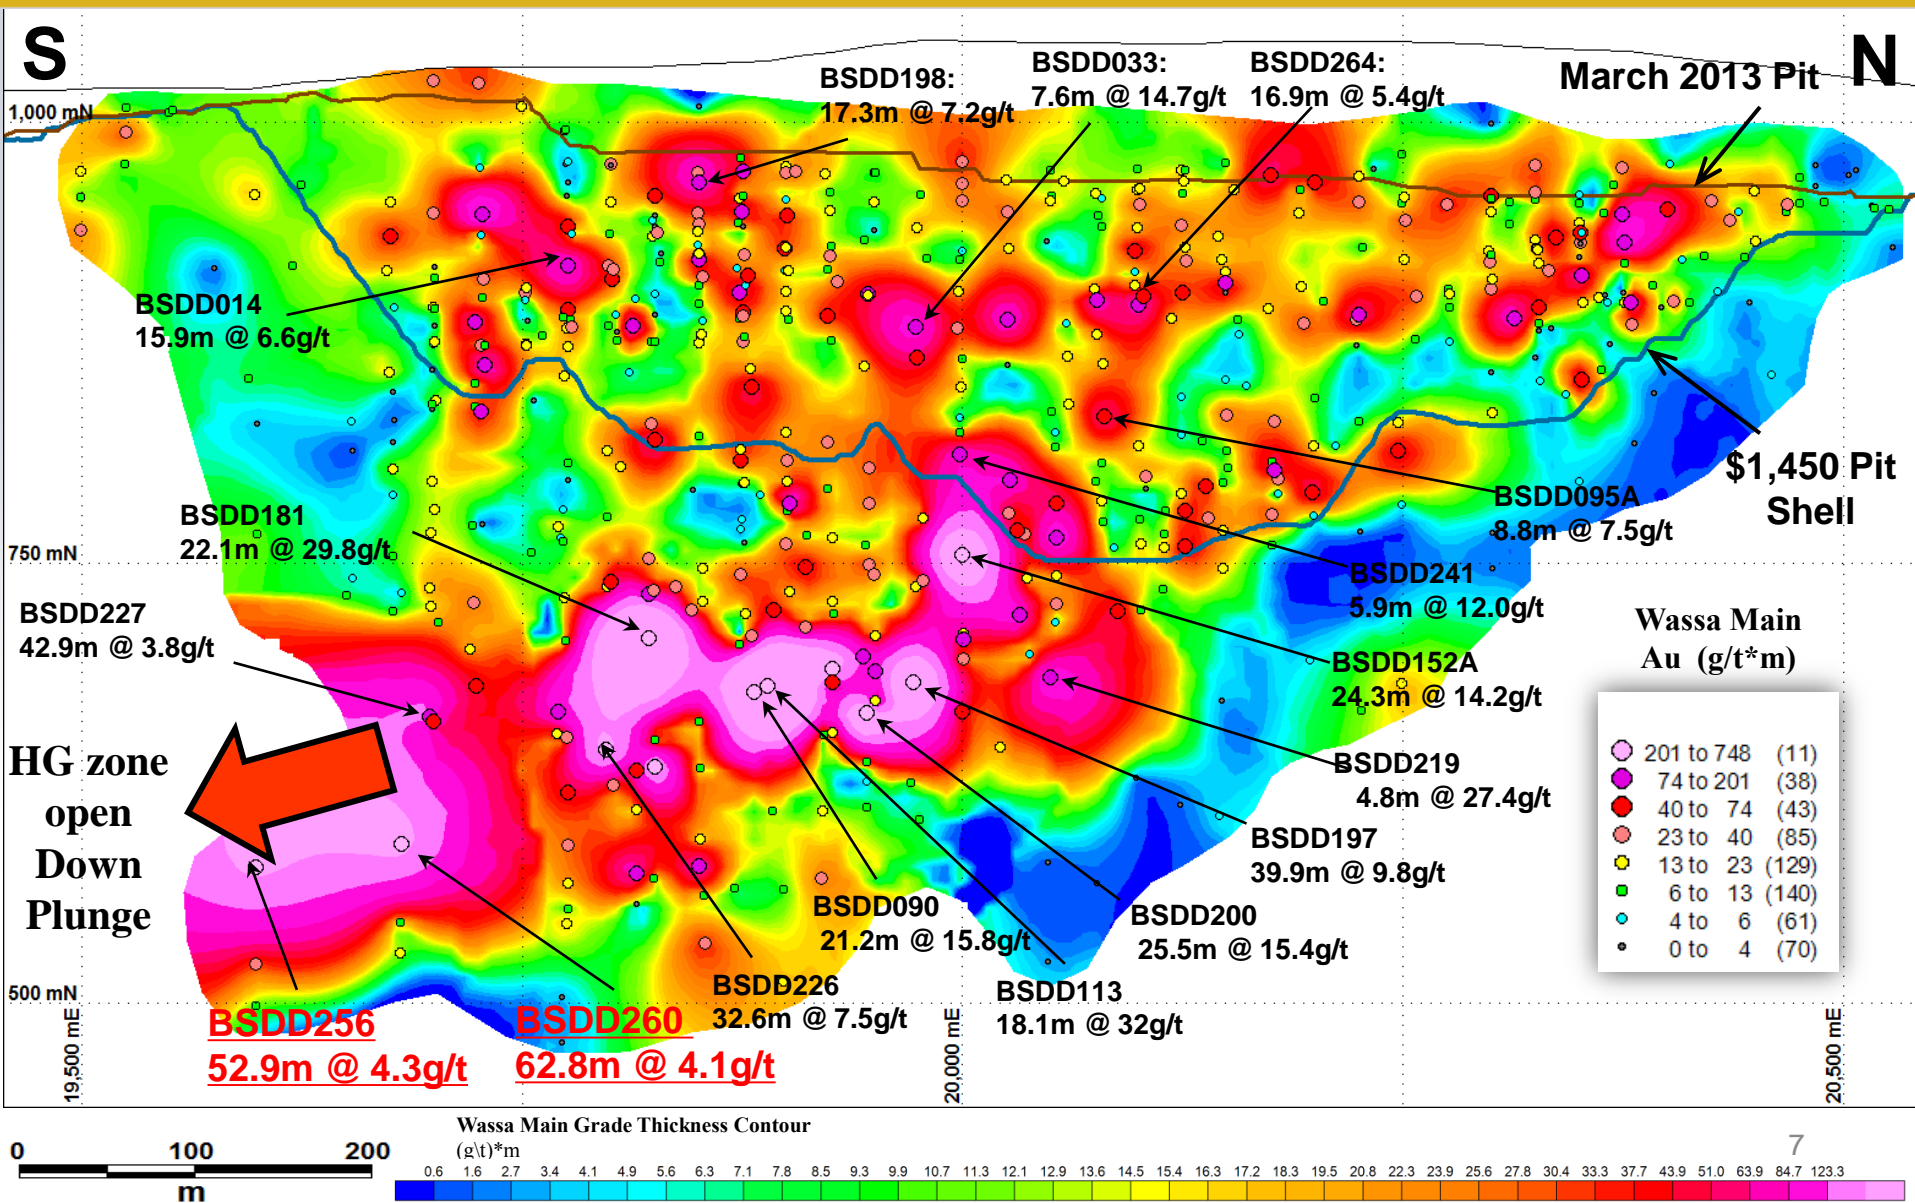 S
N
BSDD198:
17.3m @ 7.2g/t
BSDD033:
7.6m @ 14.7g/t
BSDD264:
16.9m @ 5.4g/t
March 2013 Pit
1,000 mN
BSDD014
15.9m @ 6.6g/t
$1,450 Pit
Shell
BSDD095A
8.8m @ 7.5g/t
BSDD181
22.1m @ 29.8g/t
750 mN
BSDD241
5.9m @ 12.0g/t
BSDD227
42.9m @ 3.8g/t
BSDD152A
24.3m @ 14.2g/t
Wassa Main
Au (g/t*m)
201 to 748 (11)
74 to 201 (38)
40 to 74 (43)
23 to 40 (85)
13 to 23 (129)
6 to 13 (140)
4 to 6 (61)
0 to 4 (70)
HG zone
open
Down
Plunge
BSDD219
4.8m @ 27.4g/t
BSDD197
39.9m @ 9.8g/t
BSDD090
21.2m @ 15.8g/t
BSDD200
25.5m @ 15.4g/t
BSDD226
32.6m @ 7.5g/t
BSDD113
18.1m @ 32g/t
500 mN
BSDD256
52.9m @ 4.3g/t
BSDD260
62.8m @ 4.1g/t
19,500 mE
20,000 mE
20,500 mE
Wassa Main Grade Thickness Contour
(g\t)*m
7
0 100 200
m
0.6 1.6 2.7 3.4 4.1 4.9 5.6 6.3 7.1 7.8 8.5 9.3 9.9 10.7 11.3 12.1 12.9 13.6 14.5 15.4 16.3 17.2 18.3 19.5 20.8 22.3 23.9 25.6 27.8 30.4 33.3 37.7 43.9 51.0 63.9 84.7 123.3